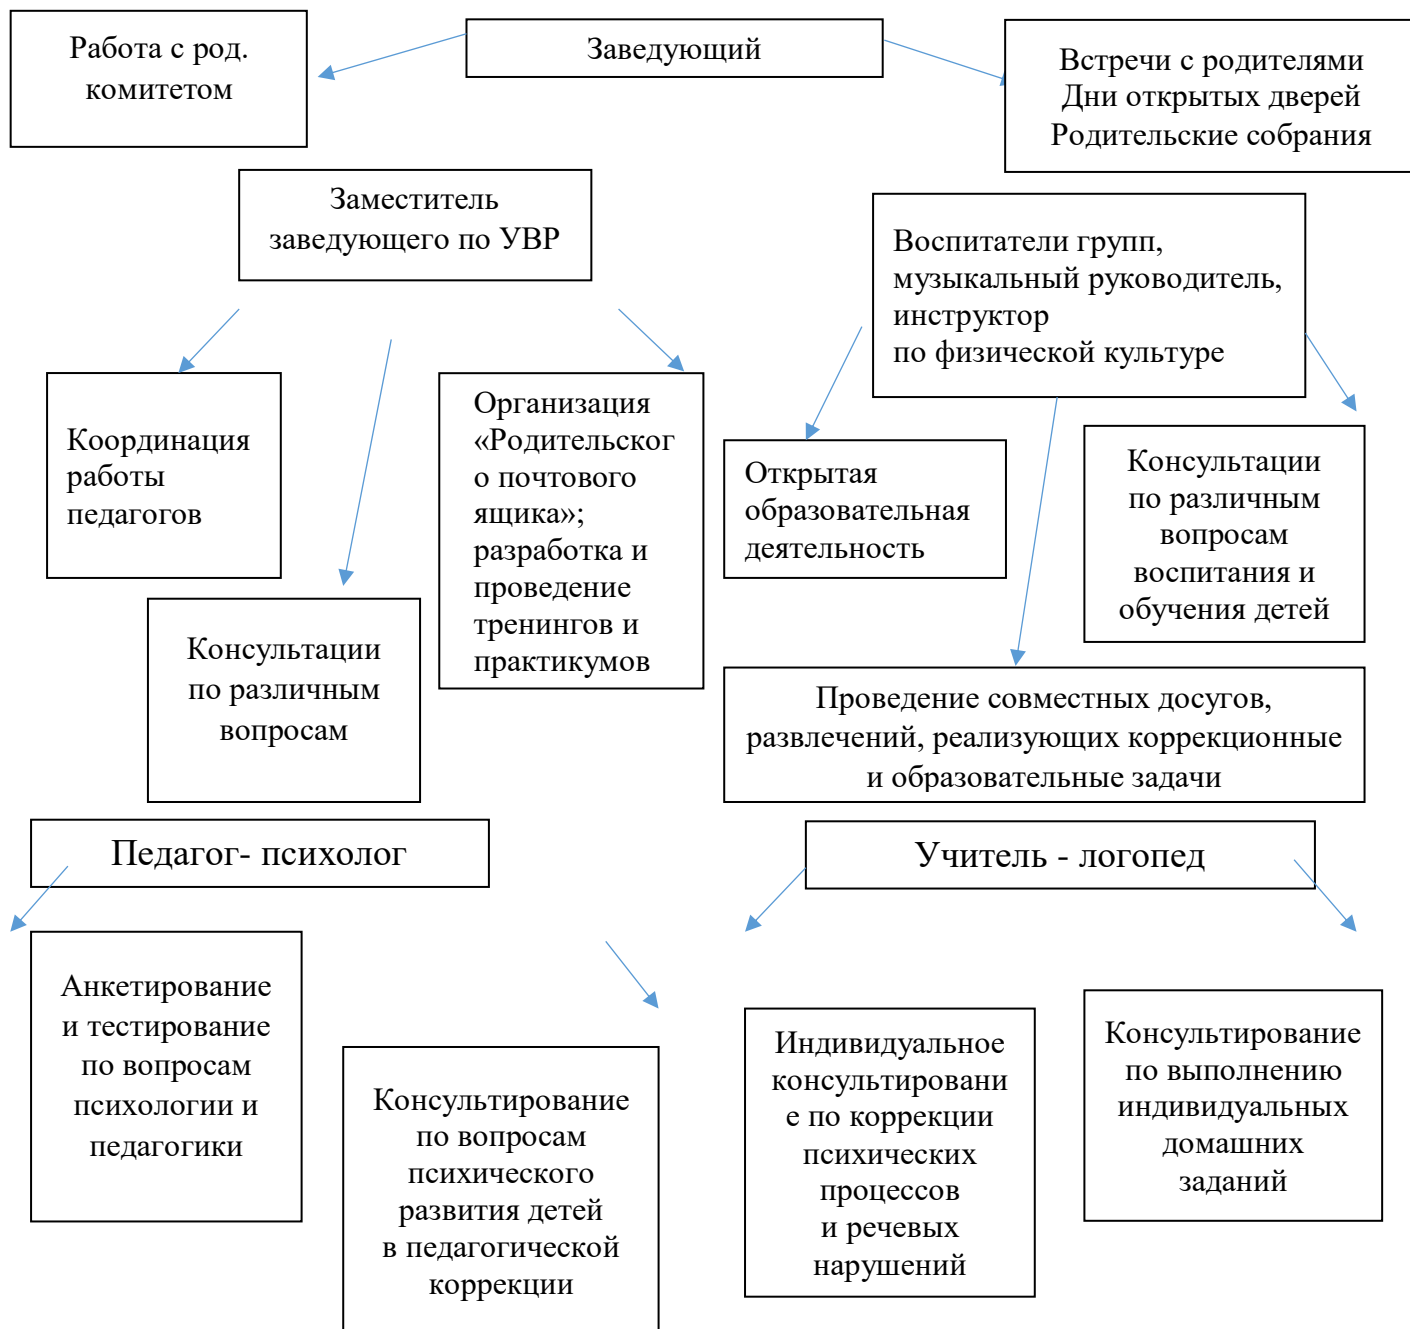 Работа с род.
комитетом
Заведующий
Встречи с родителями
Дни открытых дверей
Родительские собрания
Заместитель
заведующего по УВР
Воспитатели групп,
музыкальный руководитель,
инструктор
по физической культуре
Координация
работы
педагогов
Организация
«Родительског
о почтового
ящика»;
разработка и
проведение
тренингов и
практикумов
Открытая
образовательная
деятельность
Консультации
по различным
вопросам
воспитания и
обучения детей
Консультации
по различным
вопросам
Проведение совместных досугов,
развлечений, реализующих коррекционные
и образовательные задачи
Педагог- психолог
Учитель - логопед
Анкетирование
и тестирование
по вопросам
психологии и
педагогики
Консультирование
по вопросам
психического
развития детей
в педагогической
коррекции
Индивидуальное
консультировани
е по коррекции
психических
процессов
и речевых
нарушений
Консультирование
по выполнению
индивидуальных
домашних
заданий